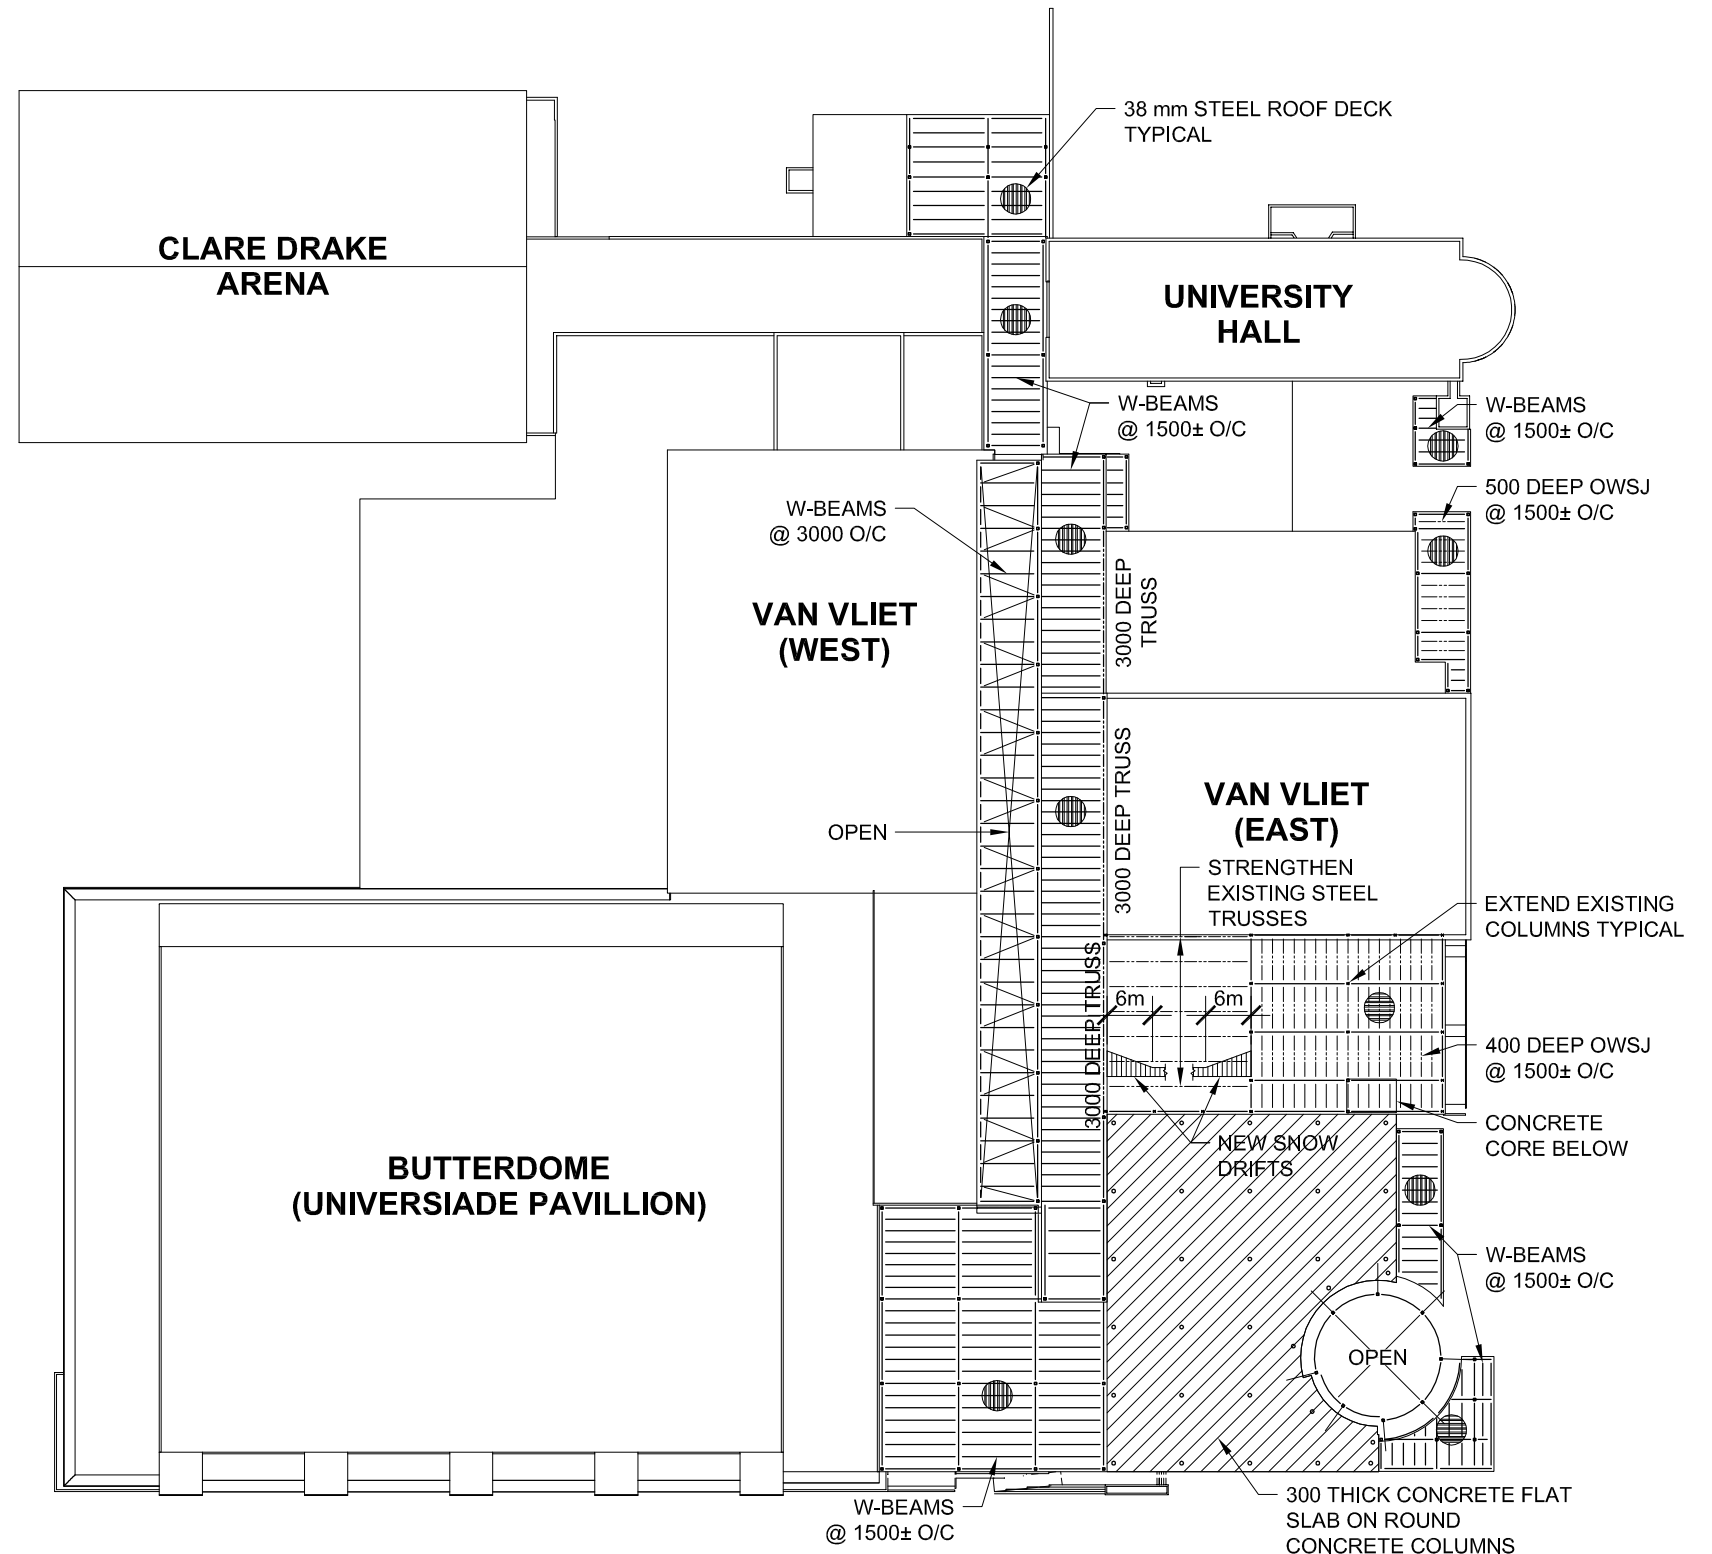 38 mm STEEL ROOF DECK
TYPICAL
CLARE DRAKE
ARENA
UNIVERSITY
HALL
W-BEAMS
@ 1500± O/C
W-BEAMS
@ 1500± O/C
500 DEEP OWSJ
@ 1500± O/C
W-BEAMS
@ 3000 O/C
3000 DEEP
TRUSS
VAN VLIET
(WEST)
3000 DEEP TRUSS
VAN VLIET
(EAST)
OPEN
STRENGTHEN
EXISTING STEEL
TRUSSES
EXTEND EXISTING
COLUMNS TYPICAL
3000 DEEP TRUSS
6m
6m
400 DEEP OWSJ
@ 1500± O/C
NEW SNOW
DRIFTS
CONCRETE
CORE BELOW
BUTTERDOME
(UNIVERSIADE PAVILLION)
W-BEAMS
@ 1500± O/C
OPEN
W-BEAMS
@ 1500± O/C
300 THICK CONCRETE FLAT
SLAB ON ROUND
CONCRETE COLUMNS